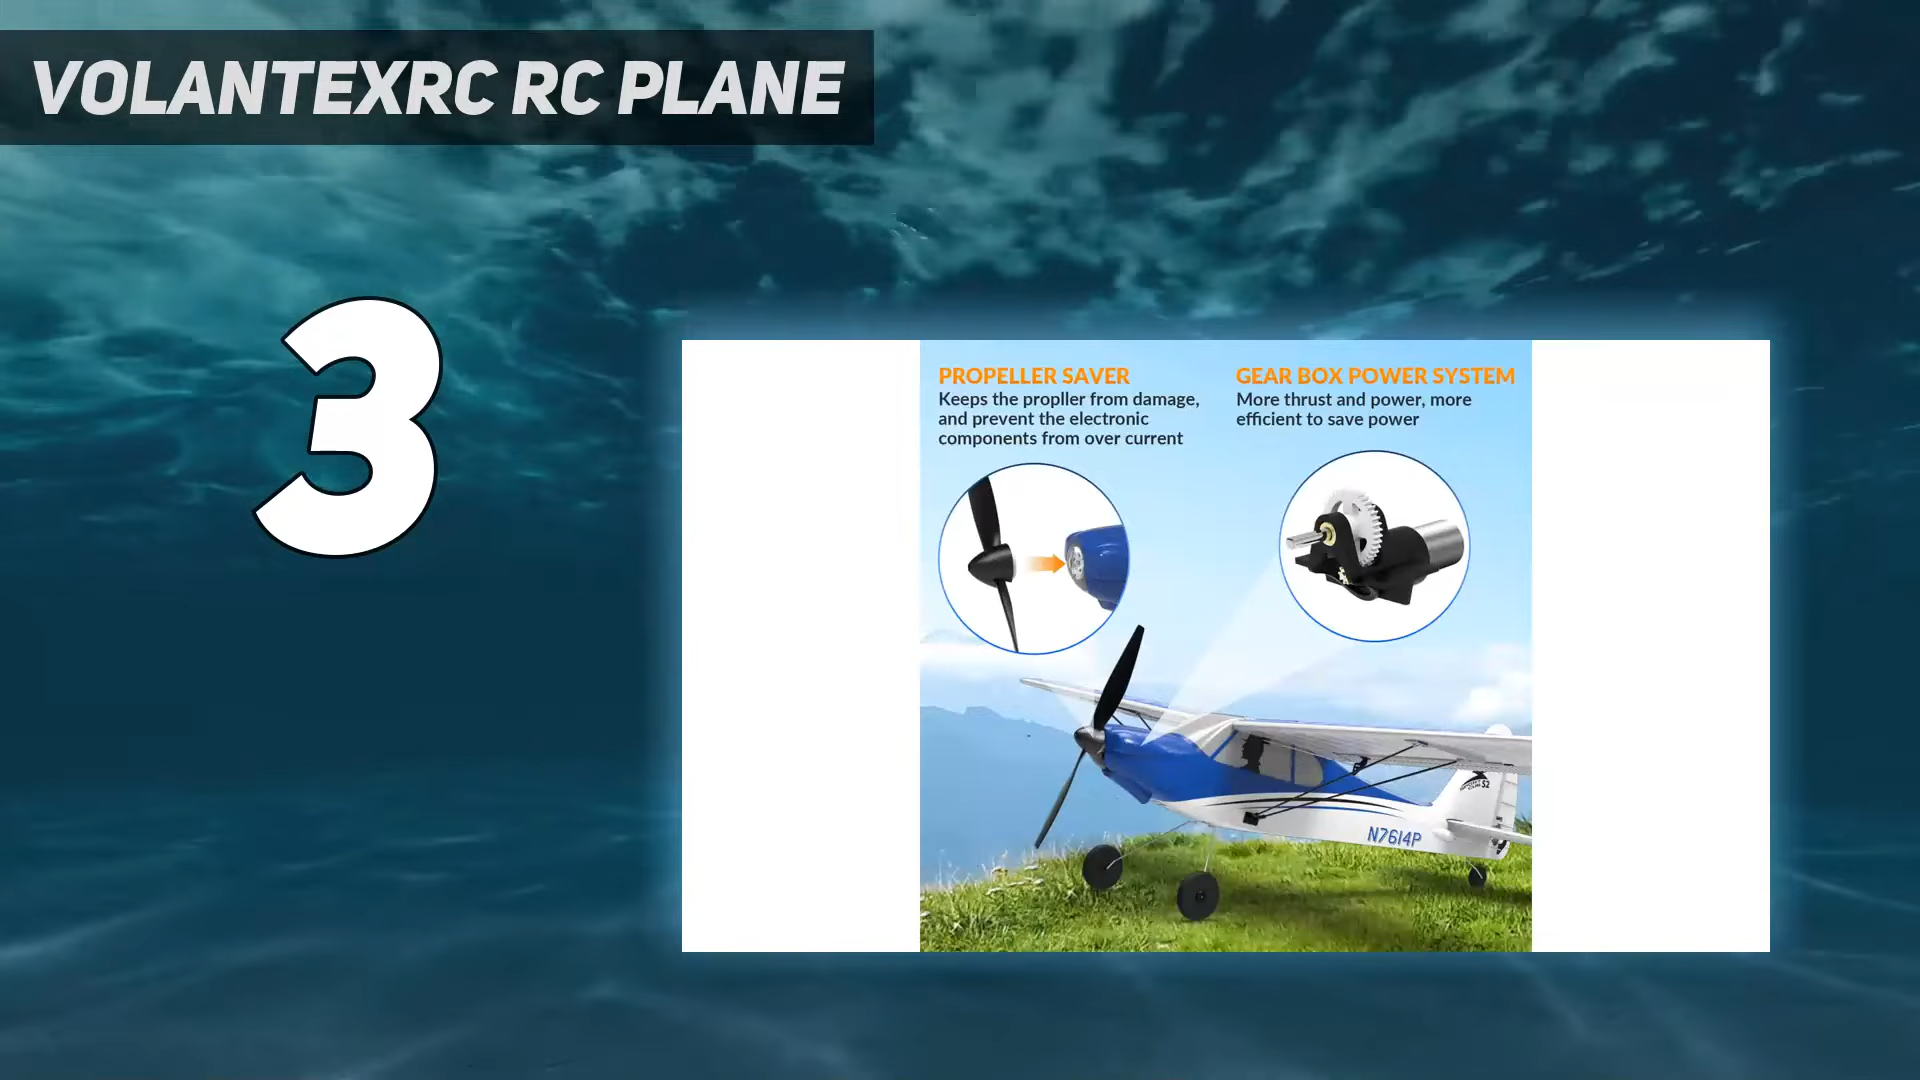 VOLANTEXRC RC PLANE
3
PROPELLER SAVER
Keeps the propller from damage,
and prevent the electronic
components from over current
GEAR BOX POWER SYSTEM
More thrust and power, more
efficient to save power
S2
N7614P